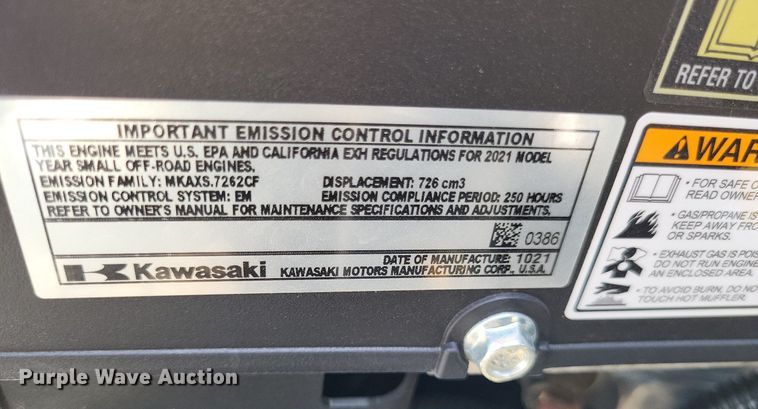 IMPORTANT EMISSION CONTROL INFORMATION
THIS ENGINE MEETS U.S. EPA AND CALIFORNIA EXH REGULATIONS FOR 2021 MODEL
YEAR SMALL OFF-ROAD ENGINES.
EMISSION FAMILY: MKAXS.7262CF DISPLACEMENT: 726 cm3
EMISSION CONTROL SYSTEM: EM EMISSION COMPLIANCE PERIOD: 250 HOURS
REFER TO OWNER'S MANUAL FOR MAINTENANCE SPECIFICATIONS AND ADJUSTMENTS.
0386
DATE OF MANUFACTURE: 1021
Kawasaki KAWASAKI MOTORS MANUFACTURING CORP., U.S.A.
REFER TO
WAR
• FOR SAFE O
READ OWNER
• GAS/PROPANE IS
KEEP AWAY FRO
OR SPARKS.
• EXHAUST GAS IS POIS
DO NOT RUN ENGINE
AN ENCLOSED AREA.
• TO AVOID BURN, DO NO
TOUCH HOT MUFFLER.
Purple Wave Auction